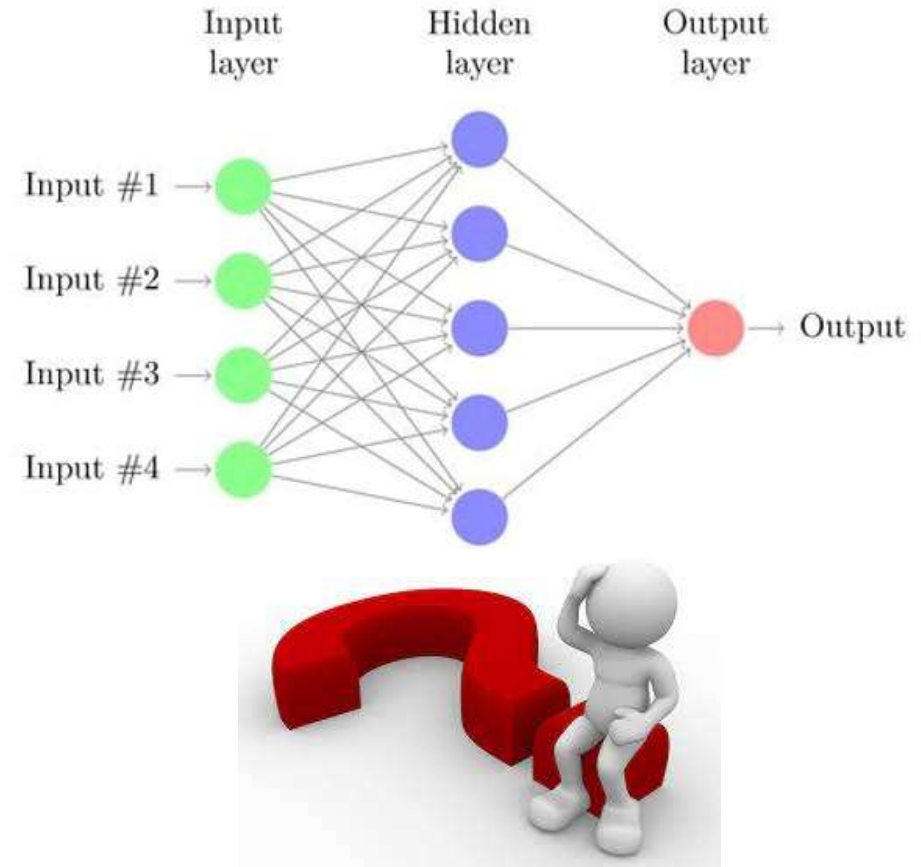 Input
layer
Hidden
layer
Output
layer
Input #1
Input #2
Input #3
Input #4
Output